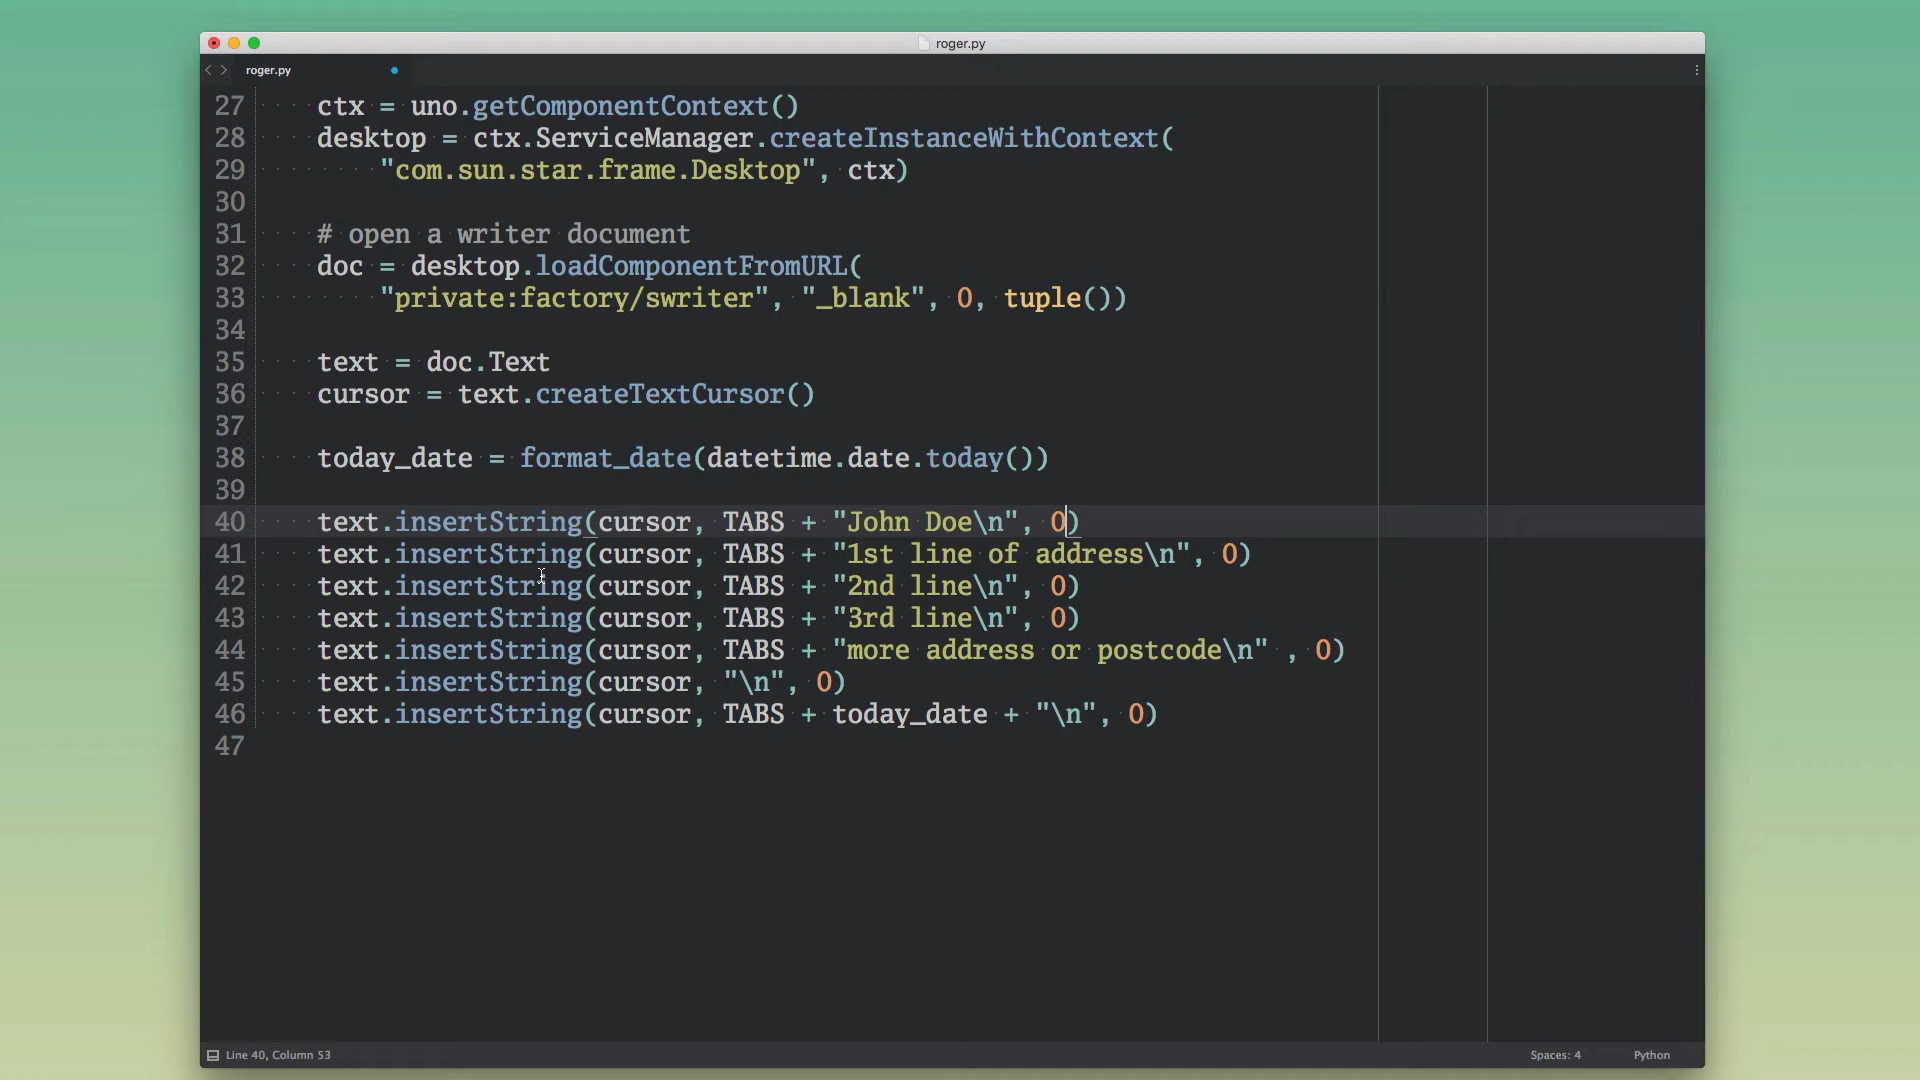 roger.py
roger.py
27 ctx = uno.getComponentContext()
28 desktop = ctx.ServiceManager.createInstanceWithContext(
29 "com.sun.star.frame.Desktop", ctx)
30
31 # open a writer document
32 doc = desktop.loadComponentFromURL(
33 "private:factory/swriter", "_blank", 0, tuple())
34
35 text = doc.Text
36 cursor = text.createTextCursor()
37
38 today_date = format_date(datetime.date.today())
39
40 text.insertString(cursor, TABS + "John Doe\n", 0)
41 text.insertString(cursor, TABS + "1st line of address\n", 0)
42 text.insertString(cursor, TABS + "2nd line\n", 0)
43 text.insertString(cursor, TABS + "3rd line\n", 0)
44 text.insertString(cursor, TABS + "more address or postcode\n" , 0)
45 text.insertString(cursor, "\n", 0)
46 text.insertString(cursor, TABS + today_date + "\n", 0)
47
Line 40, Column 53 Spaces: 4 Python